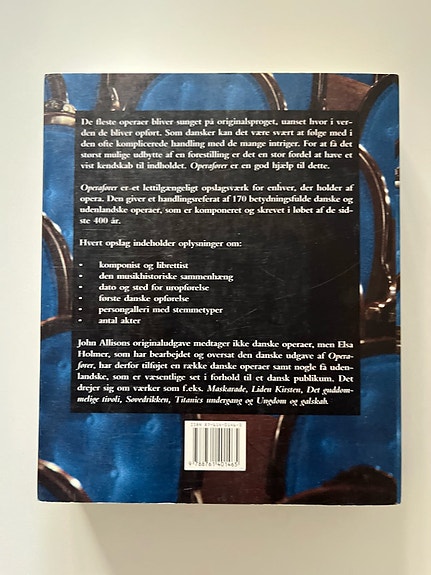 De fleste operaer bliver sunget på originalsproget, uanset hvor i ver-
den de bliver opført. Som dansker kan det være svært at følge med i
den ofte komplicerede handling med de mange intriger. For at få det
størst mulige udbytte af en forestilling er det en stor fordel at have et
vist kendskab til indholdet. Operafører er en god hjælp til dette.
Operafører er et lettilgængeligt opslagsværk for enhver, der holder af
opera. Den giver et handlingsreferat af 170 betydningsfulde danske og
udenlandske operaer, som er komponeret og skrevet i løbet af de sid-
ste 400 år.
Hvert opslag indeholder oplysninger om:
• komponist og librettist
• den musikhistoriske sammenhæng
• dato og sted for uropførelse
• første danske opførelse
• persongalleri med stemmetyper
• antal akter
John Allisons originaludgave medtager ikke danske operaer, men Elsa
Holmer, som har bearbejdet og oversat den danske udgave af Opera-
fører, har derfor tilføjet en række danske operaer samt nogle få uden-
landske, som er væsentlige set i forhold til et dansk publikum. Det
drejer sig om værker som f.eks. Maskarade, Liden Kirsten, Det guddom-
melige tivoli, Sovedrikken, Titanics undergang og Ungdom og galskab.
9 788761 401465